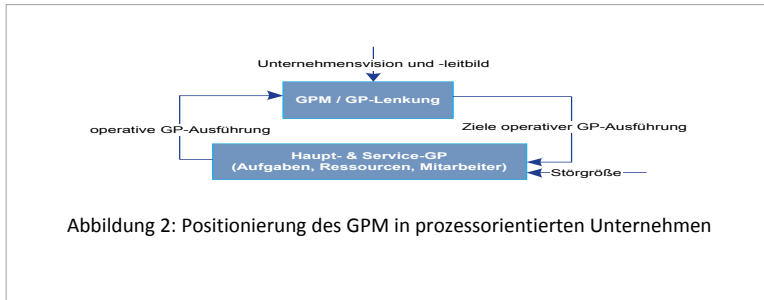 Unternehmensvision und -leitbild
GPM / GP-Lenkung
operative GP-Ausführung
Ziele operativer GP-Ausführung
Haupt- & Service-GP
(Aufgaben, Ressourcen, Mitarbeiter)
Störgröße
Abbildung 2: Positionierung des GPM in prozessorientierten Unternehmen